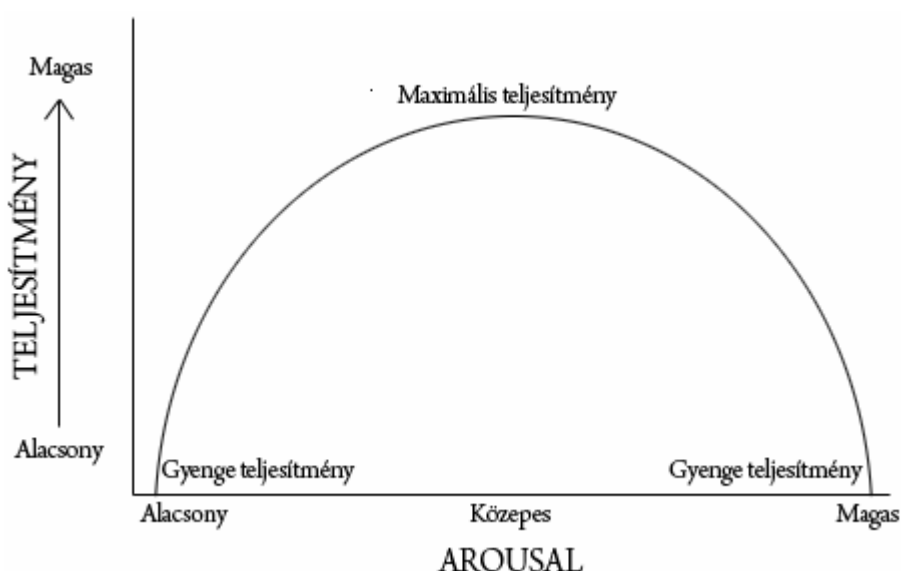 Magas
Maximális teljesítmény
TELJESÍTMÉNY
Alacsony
Gyenge teljesítmény
Gyenge teljesítmény
Alacsony
Közepes
Magas
AROUSAL